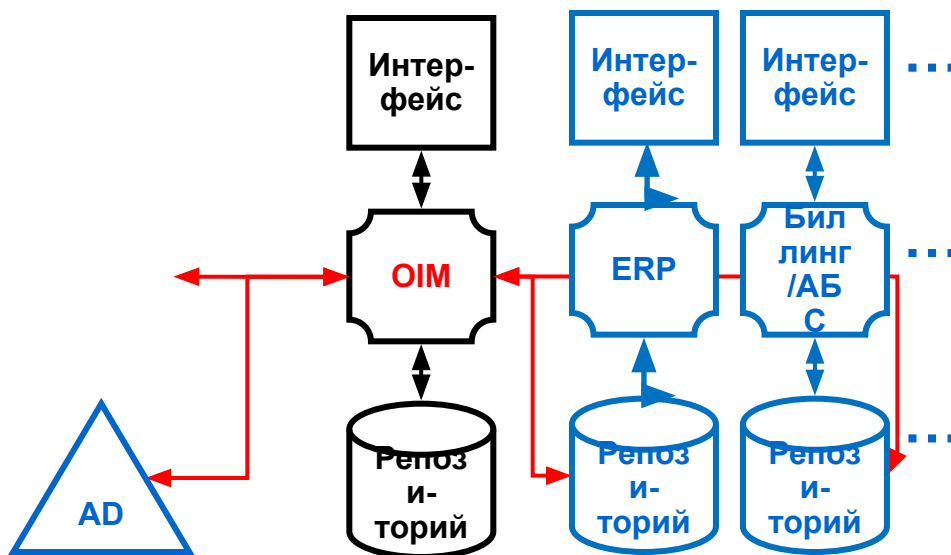 Интер-
фейс
Интер-
фейс
Интер-
фейс
OIM
ERP
Бил
линг
/АБ
С
AD
Репоз
и-
торий
Репоз
и-
торий
Репоз
и-
торий